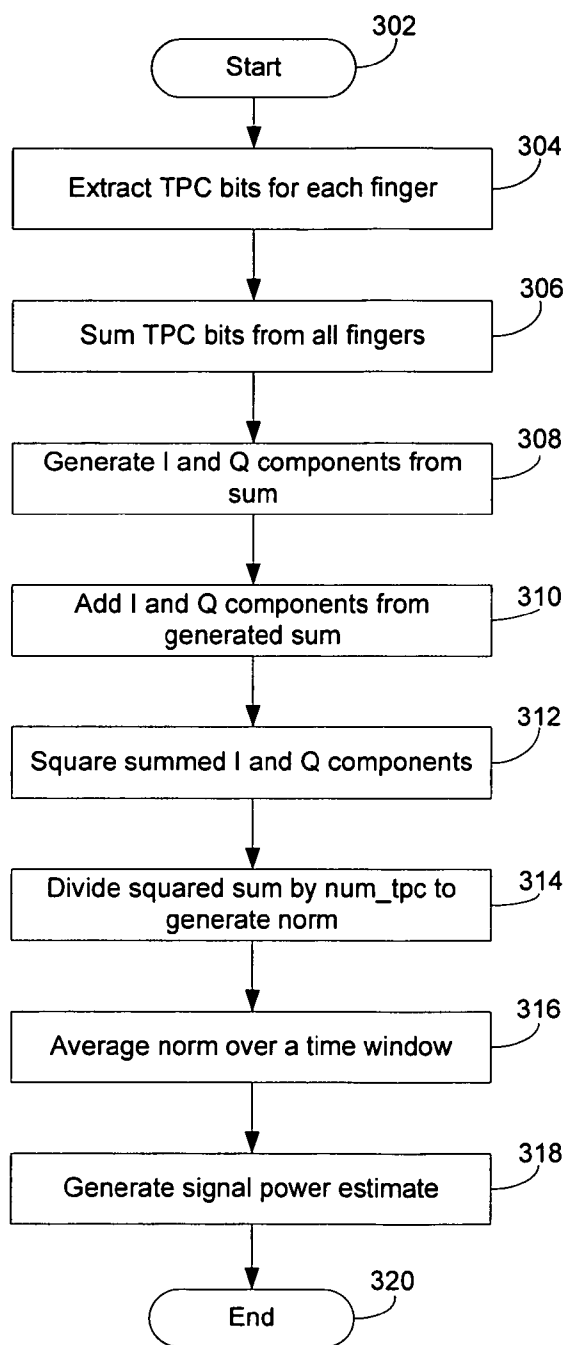 302
Start
304
Extract TPC bits for each finger
306
Sum TPC bits from all fingers
308
Generate I and Q components from
sum
310
Add I and Q components from
generated sum
312
Square summed I and Q components
314
Divide squared sum by num_tpc to
generate norm
316
Average norm over a time window
318
Generate signal power estimate
320
End